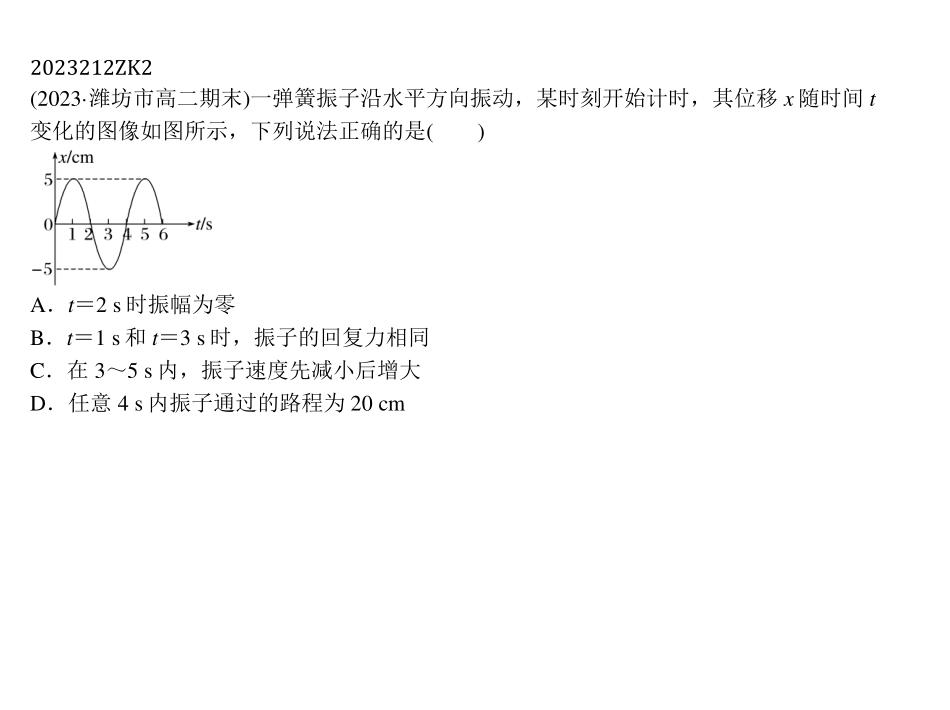 2023212ZK2
(2023·潍坊市高二期末)一弹簧振子沿水平方向振动，某时刻开始计时，其位移 x 随时间 t
变化的图像如图所示，下列说法正确的是(　　)
x/cm
5
0
1 2 3 4 5 6
t/s
−5
A．t＝2 s 时振幅为零
B．t＝1 s 和 t＝3 s 时，振子的回复力相同
C．在 3～5 s 内，振子速度先减小后增大
D．任意 4 s 内振子通过的路程为 20 cm